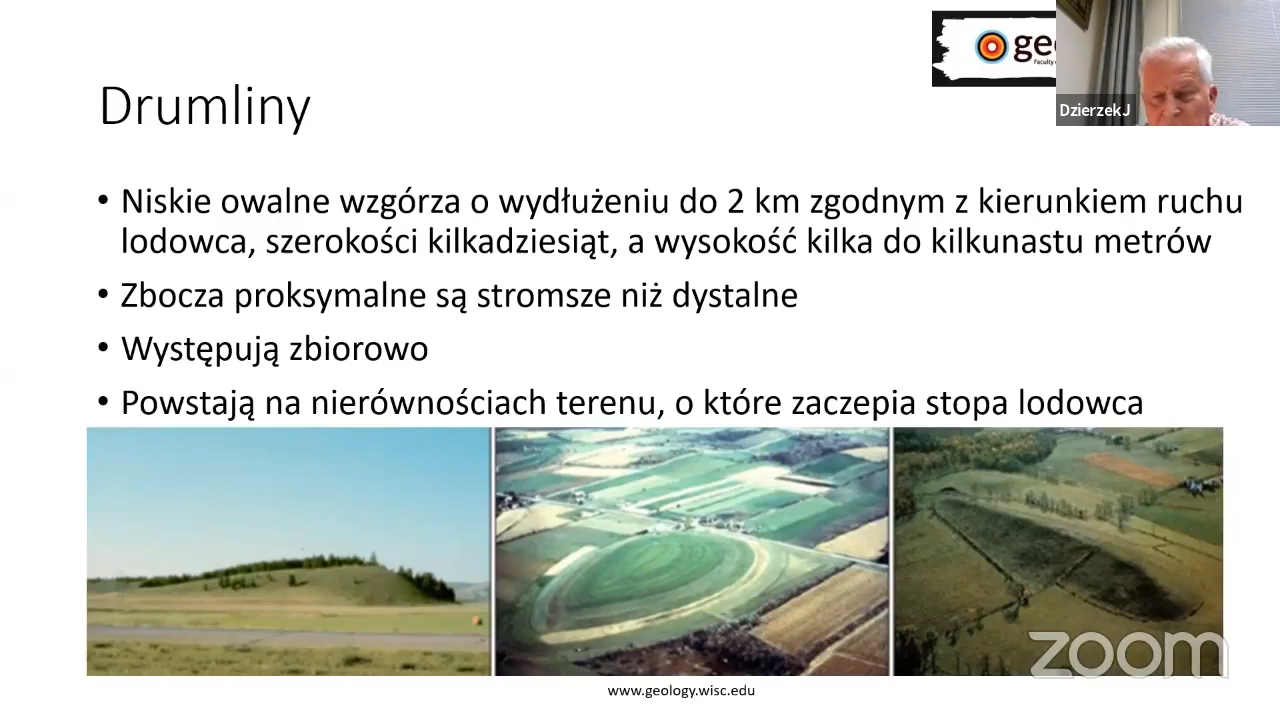 geo
Faculty
DzierzekJ
Drumliny
• Niskie owalne wzgórza o wydłużeniu do 2 km zgodnym z kierunkiem ruchu
lodowca, szerokości kilkadziesiąt, a wysokość kilka do kilkunastu metrów
• Zbocza proksymalne są stromsze niż dystalne
• Występują zbiorowo
• Powstają na nierównościach terenu, o które zaczepia stopa lodowca
zoom
www.geology.wisc.edu